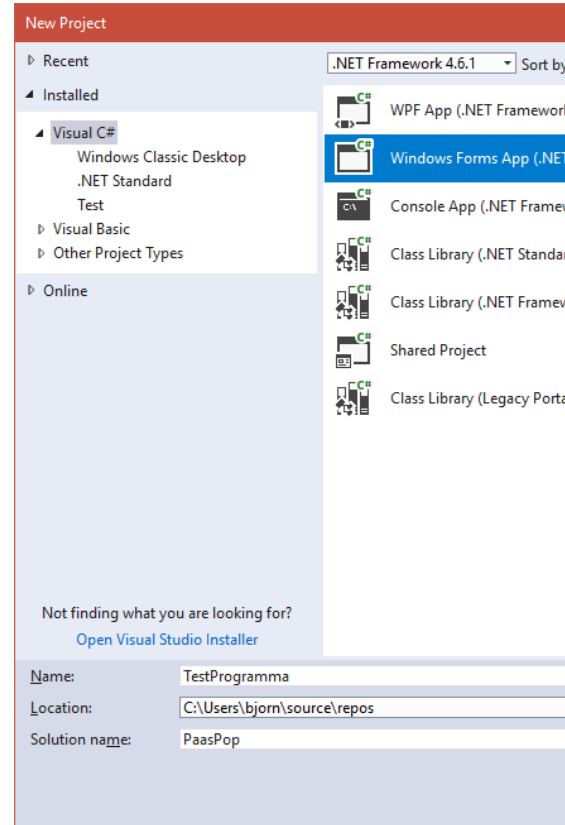 New Project
Recent
Installed
Visual C#
Windows Classic Desktop
.NET Standard
Test
Visual Basic
Other Project Types
Online
Not finding what you are looking for?
Open Visual Studio Installer
.NET Framework 4.6.1 Sort by
C# WPF App (.NET Framework
C# Windows Forms App (.NET
C# C:\ Console App (.NET Framew
C# Class Library (.NET Standar
C# Class Library (.NET Framew
C# Shared Project
C# Class Library (Legacy Porta
Name: TestProgramma
Location: C:\Users\bjorn\source\repos
Solution name: PaasPop